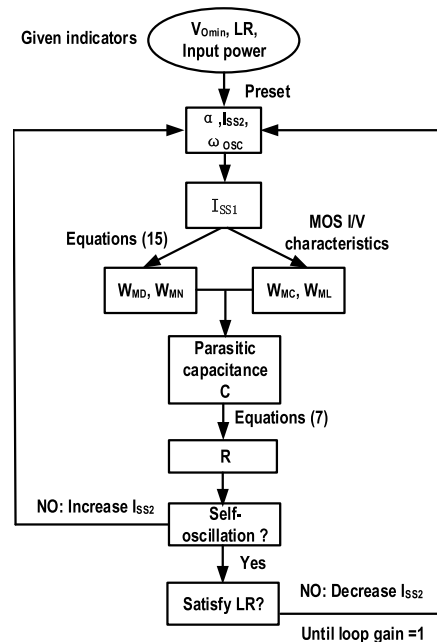 Given indicators
V_Omin, LR,
Input power
Preset
α, I_SS2,
ω_OSC
I_SS1
Equations (15)
MOS I/V
characteristics
W_MD, W_MN
W_MC, W_ML
Parasitic
capacitance
C
Equations (7)
R
NO: Increase I_SS2
Self-
oscillation ?
Yes
Satisfy LR?
NO: Decrease I_SS2
Until loop gain =1